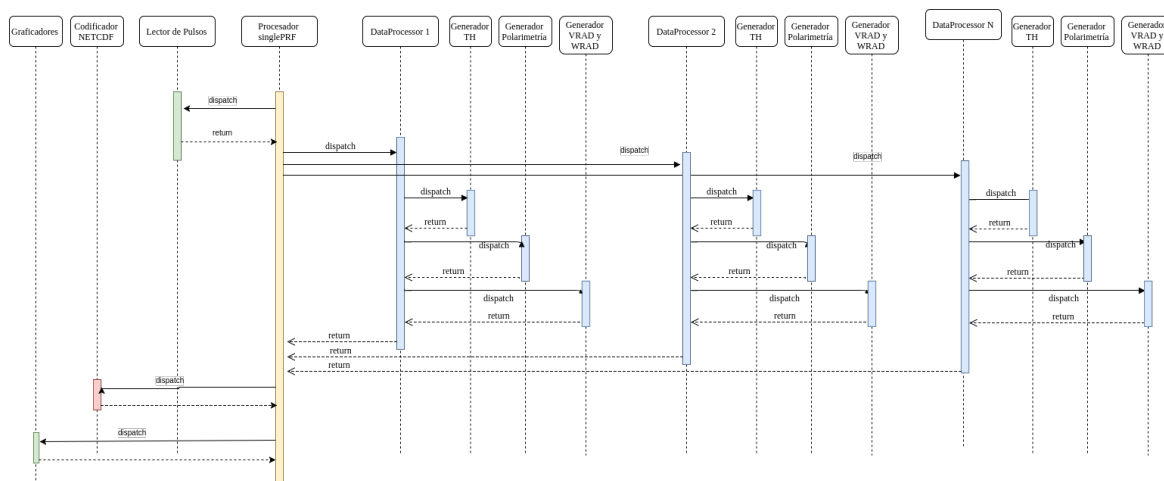 Graficadores
Codificador
NETCDF
Lector de Pulsos
Procesador
singlePRF
DataProcessor 1
Generador
TH
Generador
Polarimetría
Generador
VRAD y
WRAD
DataProcessor 2
Generador
TH
Generador
Polarimetría
Generador
VRAD y
WRAD
DataProcessor N
Generador
TH
Generador
Polarimetría
Generador
VRAD y
WRAD
dispatch
return
dispatch
dispatch
dispatch
dispatch
dispatch
dispatch
return
return
return
dispatch
dispatch
dispatch
return
return
return
dispatch
dispatch
dispatch
return
return
return
return
return
return
dispatch
dispatch